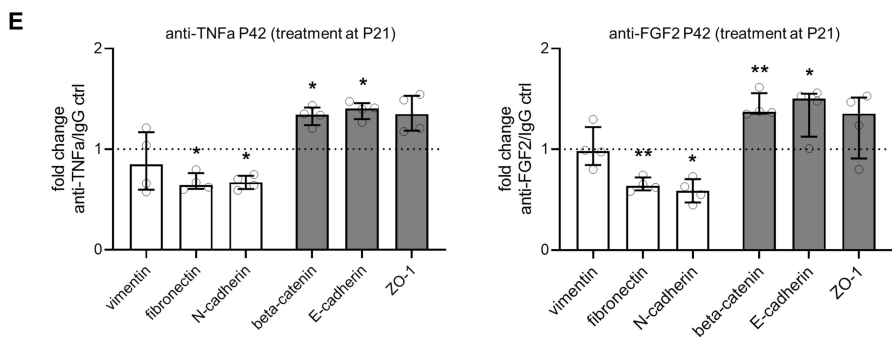 E
anti-TNFa P42 (treatment at P21)
fold change
anti-TNFa/IgG ctrl
2
1
0
*
*
*
*
vimentin
fibronectin
N-cadherin
beta-catenin
E-cadherin
ZO-1
anti-FGF2 P42 (treatment at P21)
fold change
anti-FGF2/IgG ctrl
2
1
0
**
*
**
*
vimentin
fibronectin
N-cadherin
beta-catenin
E-cadherin
ZO-1